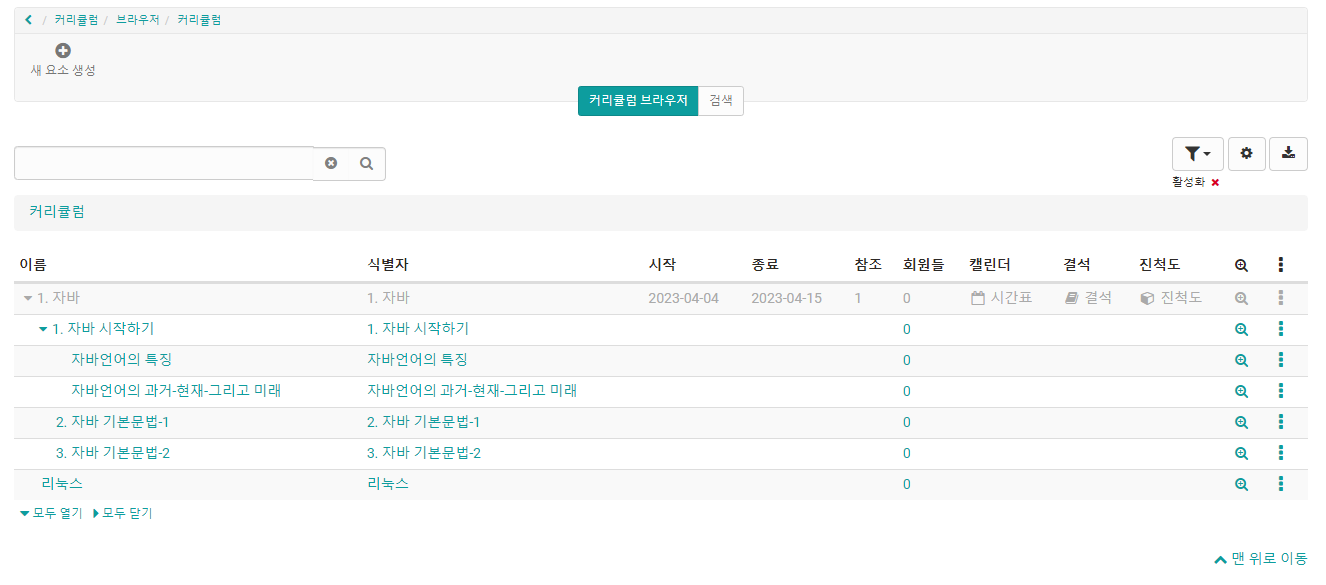 / 커리큘럼 / 브라우저 / 커리큘럼
새 요소 생성
커리큘럼 브라우저 검색
활성화
커리큘럼
이름 식별자 시작 종료 참조 회원들 캘린더 결석 진척도
1. 자바 1. 자바 2023-04-04 2023-04-15 1 0 시간표 결석 진척도
1. 자바 시작하기 1. 자바 시작하기 0
자바언어의 특징 자바언어의 특징 0
자바언어의 과거-현재-그리고 미래 자바언어의 과거-현재-그리고 미래 0
2. 자바 기본문법-1 2. 자바 기본문법-1 0
3. 자바 기본문법-2 3. 자바 기본문법-2 0
리눅스 리눅스 0
모두 열기 모두 닫기
맨 위로 이동